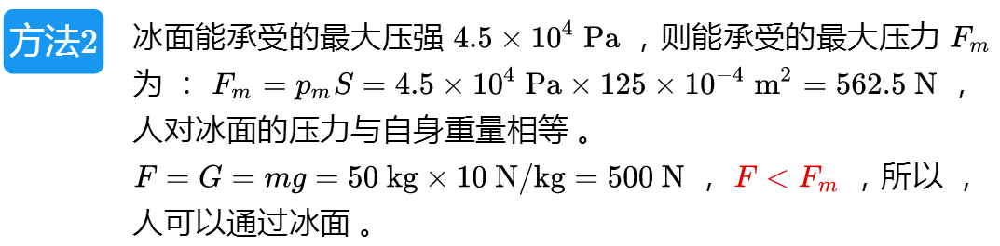 方法2
冰面能承受的最大压强 4.5 × 10⁴ Pa ，则能承受的最大压力 Fₘ
为 ： Fₘ = pₘS = 4.5 × 10⁴ Pa × 125 × 10⁻⁴ m² = 562.5 N ，
人对冰面的压力与自身重量相等。
F = G = mg = 50 kg × 10 N/kg = 500 N ， F < Fₘ ，所以 ，
人可以通过冰面。